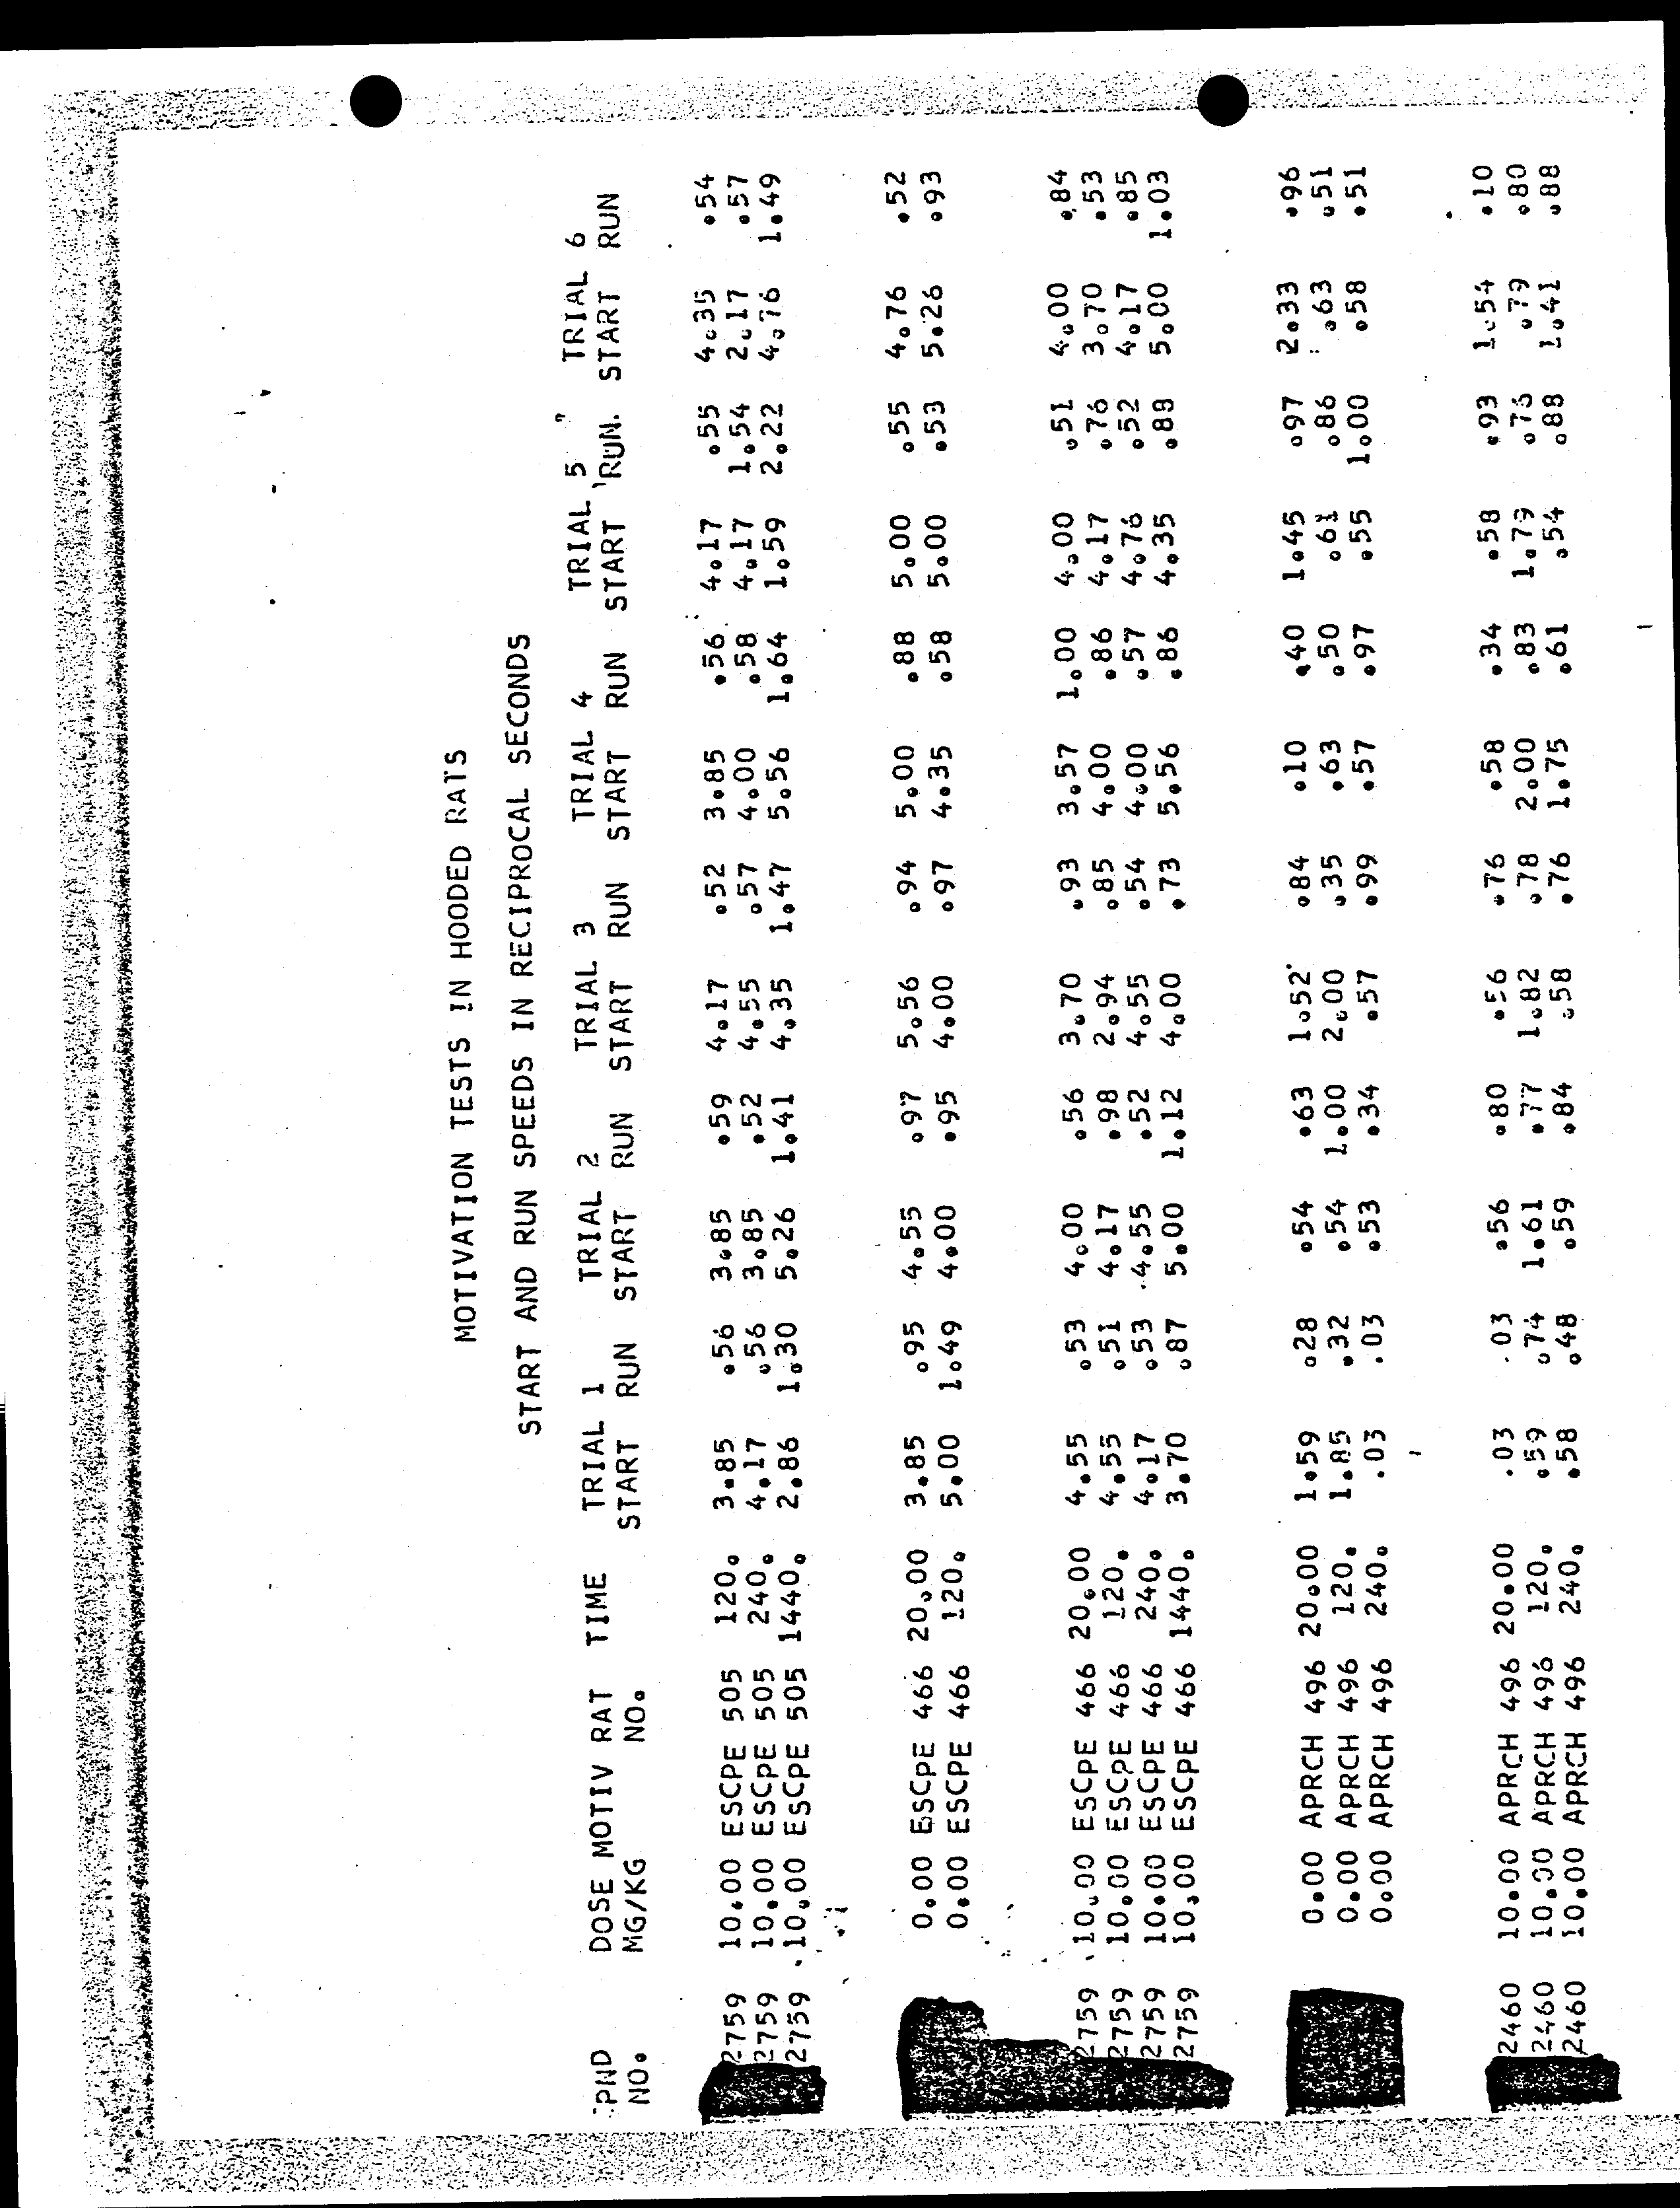 MOTIVATION TESTS IN HOODED RATS
START AND RUN SPEEDS IN RECIPROCAL SECONDS
PND DOSE MOTIV RAT TIME TRIAL 1 TRIAL 2 TRIAL 3 TRIAL 4 TRIAL 5 TRIAL 6
NO. MG/KG NO. START RUN START RUN START RUN START RUN START RUN. START RUN
2759 10.00 ESCPE 505 120. 3.85 .56 3.85 .59 4.17 .52 3.85 .56 4.17 .55 4.35 .54
2759 10.00 ESCPE 505 240. 4.17 .56 3.85 .52 4.55 .57 4.00 .58 4.17 1.54 2.17 .57
2759 10.00 ESCPE 505 1440. 2.86 1.30 5.26 1.41 4.35 1.47 5.56 1.64 1.59 2.22 4.76 1.49
0.00 ESCPE 466 20.00 3.85 .95 4.55 .97 5.56 .94 5.00 .88 5.00 .55 4.76 .52
0.00 ESCPE 466 120. 5.00 1.49 4.00 .95 4.00 .97 4.35 .58 5.00 .53 5.26 .93
2759 10.00 ESCPE 466 20.00 4.55 .53 4.00 .56 3.70 .93 3.57 1.00 4.00 .51 4.00 .84
2759 10.00 ESCPE 466 120. 4.55 .51 4.17 .98 2.94 .85 4.00 .86 4.17 .76 3.70 .53
2759 10.00 ESCPE 466 240. 4.17 .53 4.55 .52 4.55 .54 4.00 .57 4.76 .52 4.17 .85
2759 10.00 ESCPE 466 1440. 3.70 .87 5.00 1.12 4.00 .73 5.56 .86 4.35 .88 5.00 1.03
0.00 APRCH 496 20.00 1.59 .28 .54 .63 1.52 .84 .10 .40 1.45 .97 2.33 .96
0.00 APRCH 496 120. 1.85 .32 .54 1.00 2.00 .35 .63 .50 .61 .86 .63 .51
0.00 APRCH 496 240. .03 .03 .53 .34 .57 .99 .57 .97 .55 1.00 .58 .51
2460 10.00 APRCH 496 20.00 .03 .03 .56 .80 .56 .76 .58 .34 .58 .93 1.54 .10
2460 10.00 APRCH 496 120. .59 .74 1.61 .77 1.82 .78 2.00 .83 1.79 .79 .80
2460 10.00 APRCH 496 240. .58 .48 .59 .84 .58 .76 1.75 .61 .54 .88 1.41 .88